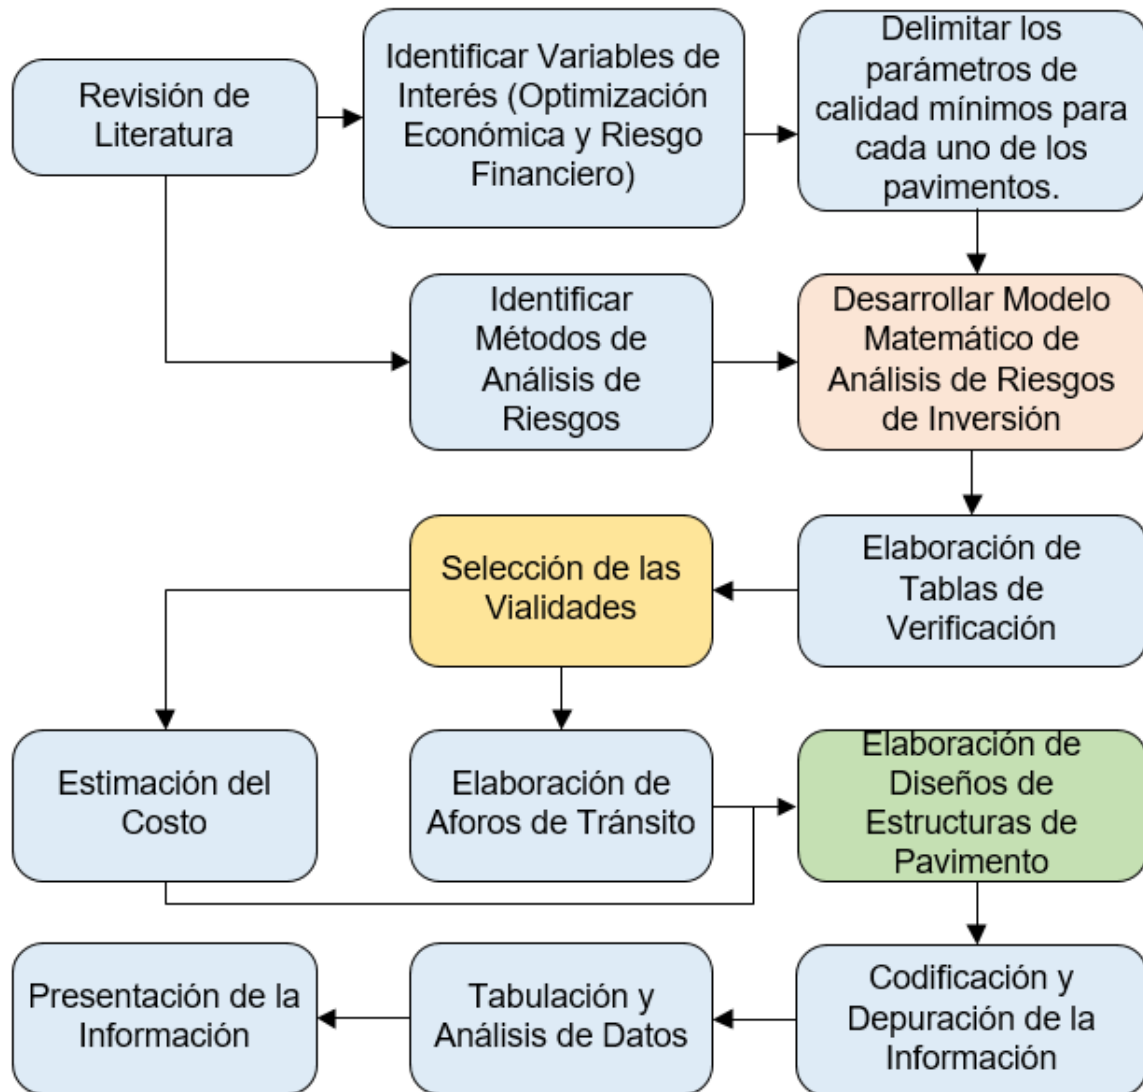 Revisión de
Literatura
Identificar Variables de
Interés (Optimización
Económica y Riesgo
Financiero)
Delimitar los
parámetros de
calidad mínimos para
cada uno de los
pavimentos.
Identificar
Métodos de
Análisis de
Riesgos
Desarrollar Modelo
Matemático de
Análisis de Riesgos
de Inversión
Selección de las
Vialidades
Elaboración de
Tablas de
Verificación
Estimación del
Costo
Elaboración de
Aforos de Tránsito
Elaboración de
Diseños de
Estructuras de
Pavimento
Presentación de la
Información
Tabulación y
Análisis de Datos
Codificación y
Depuración de la
Información